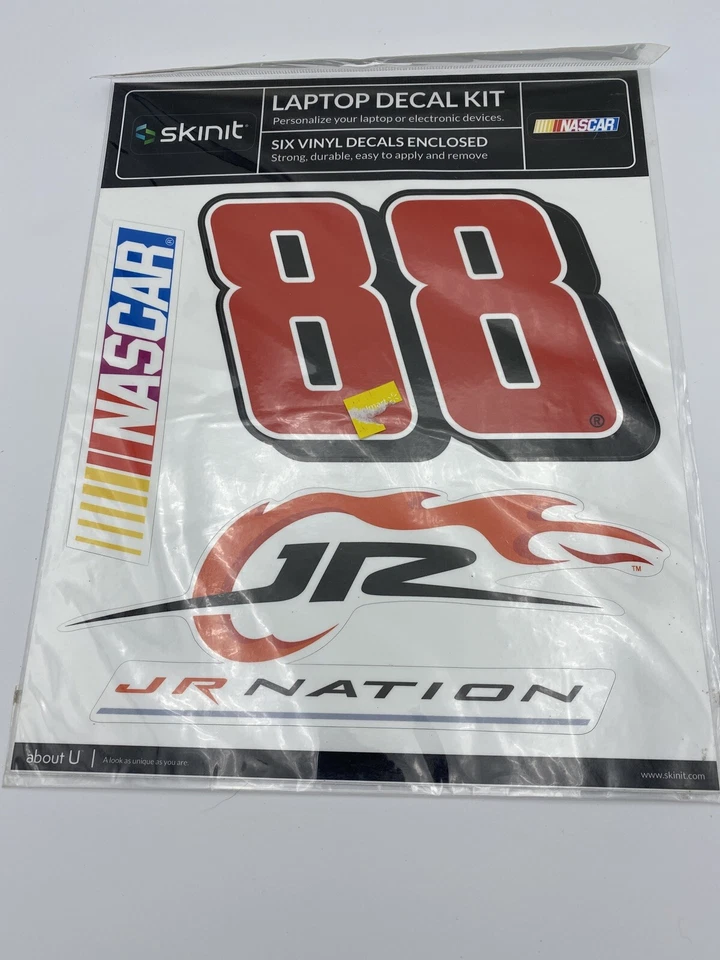 skinit
LAPTOP DECAL KIT
Personalize your laptop or electronic devices.
SIX VINYL DECALS ENCLOSED
Strong, durable, easy to apply and remove
NASCAR
NASCAR®
88
®
JR
TM
JR NATION
about U | A look as unique as you are.
www.skinit.com